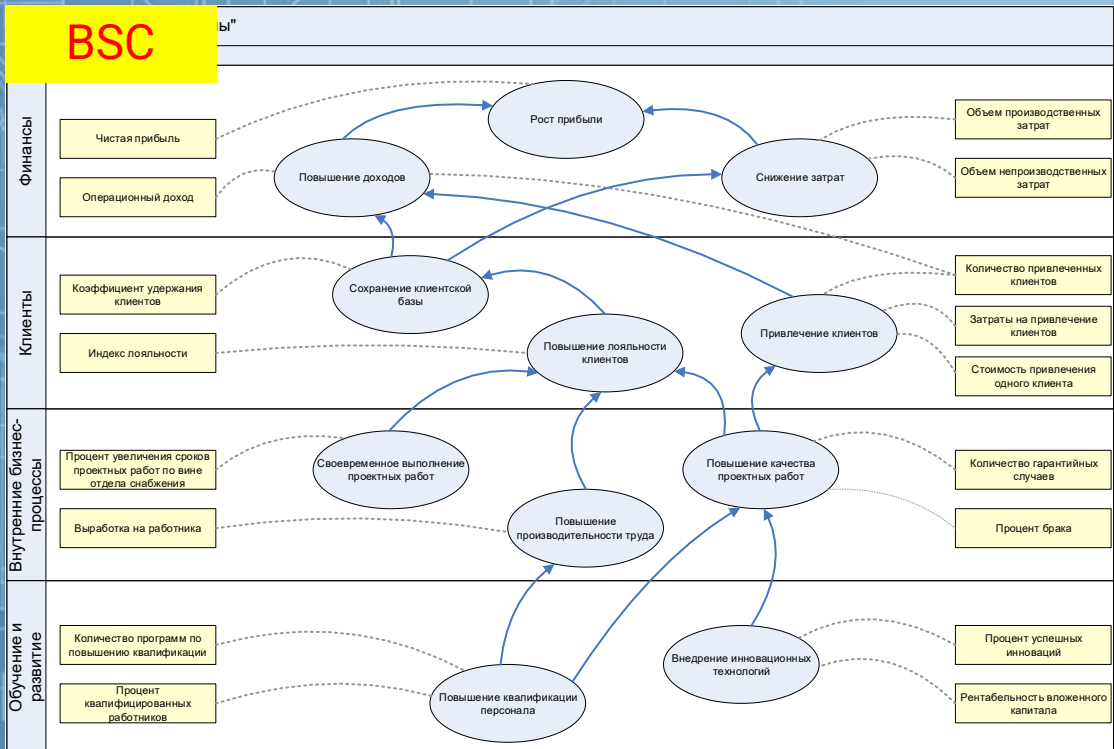 BSC
ы"
Финансы
Чистая прибыль
Операционный доход
Рост прибыли
Повышение доходов
Снижение затрат
Объем производственных
затрат
Объем непроизводственных
затрат
Клиенты
Коэффициент удержания
клиентов
Индекс лояльности
Сохранение клиентской
базы
Повышение лояльности
клиентов
Привлечение клиентов
Количество привлеченных
клиентов
Затраты на привлечение
клиентов
Стоимость привлечения
одного клиента
Внутренние бизнес-
процессы
Процент увеличения сроков
проектных работ по вине
отдела снабжения
Выработка на работника
Своевременное выполнение
проектных работ
Повышение
производительности труда
Повышение качества
проектных работ
Количество гарантийных
случаев
Процент брака
Обучение и
развитие
Количество программ по
повышению квалификации
Процент
квалифицированных
работников
Повышение квалификации
персонала
Внедрение инновационных
технологий
Процент успешных
инноваций
Рентабельность вложенного
капитала